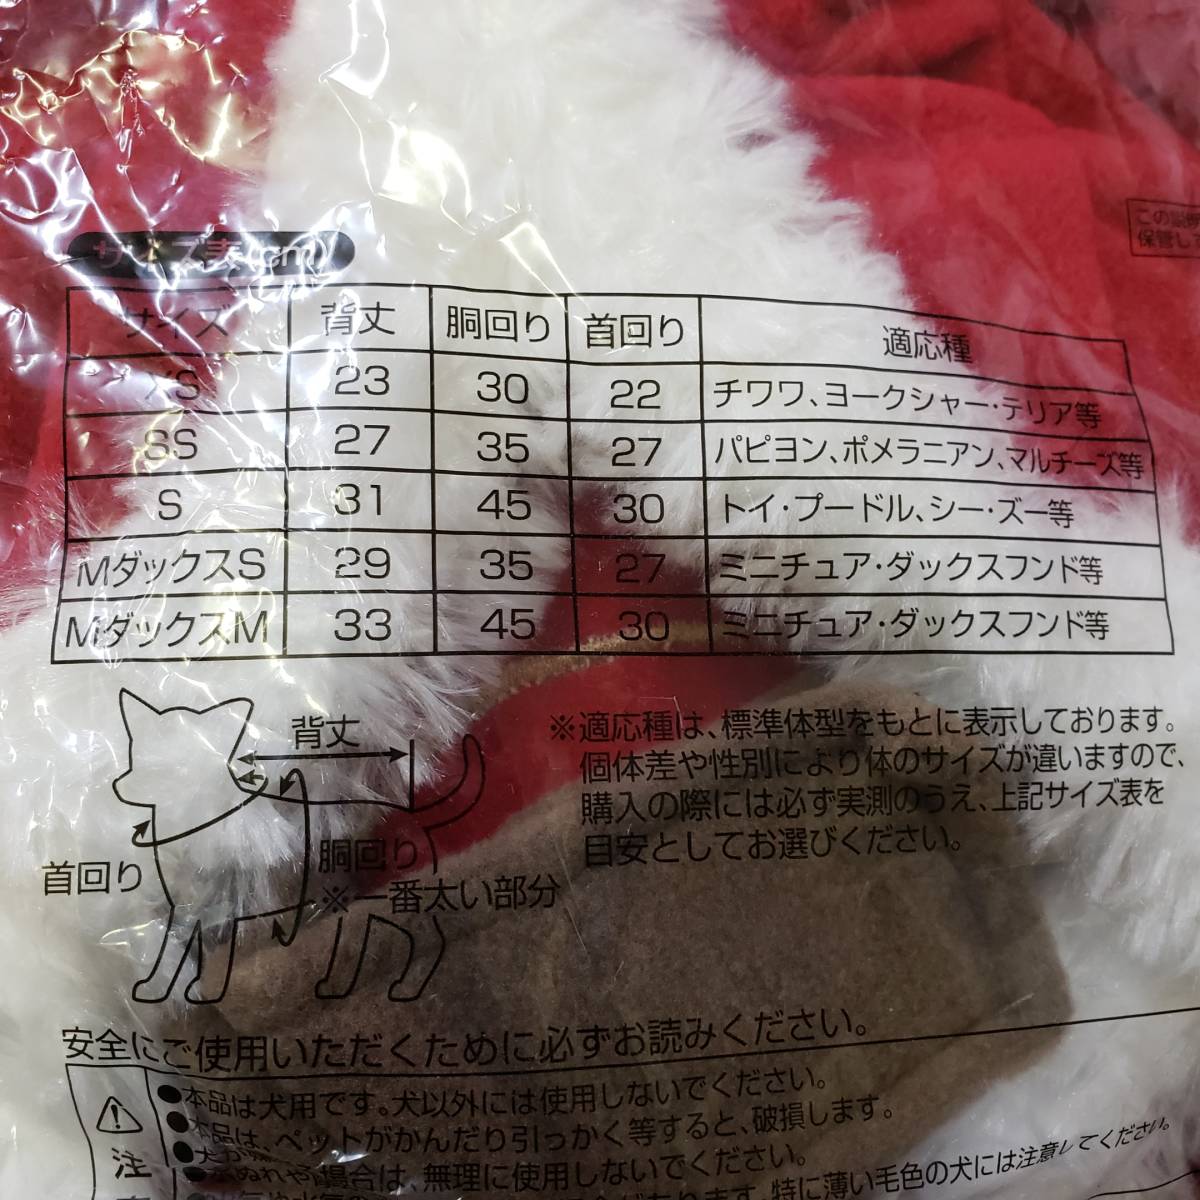 サイズ表(cm)
この説明
保管し
サイズ 背丈 胴回り 首回り 適応種
XS 23 30 22 チワワ、ヨークシャー・テリア等
SS 27 35 27 パピヨン、ポメラニアン、マルチーズ等
S 31 45 30 トイ・プードル、シー・ズー等
Mダックス S 29 35 27 ミニチュア・ダックスフンド等
Mダックス M 33 45 30 ミニチュア・ダックスフンド等
背丈
首回り
胴回り
※一番太い部分
※適応種は、標準体型をもとに表示しております。
個体差や性別により体のサイズが違いますので、
購入の際には必ず実測のうえ、上記サイズ表を
目安としてお選びください。
安全にご使用いただくために必ずお読みください。
注
●本品は犬用です。犬以外には使用しないでください。
●本品は、ペットがかんだり引っかく等すると、破損します。
場合は、無理に使用しないでください。
特に薄い毛色の犬には注意してください。